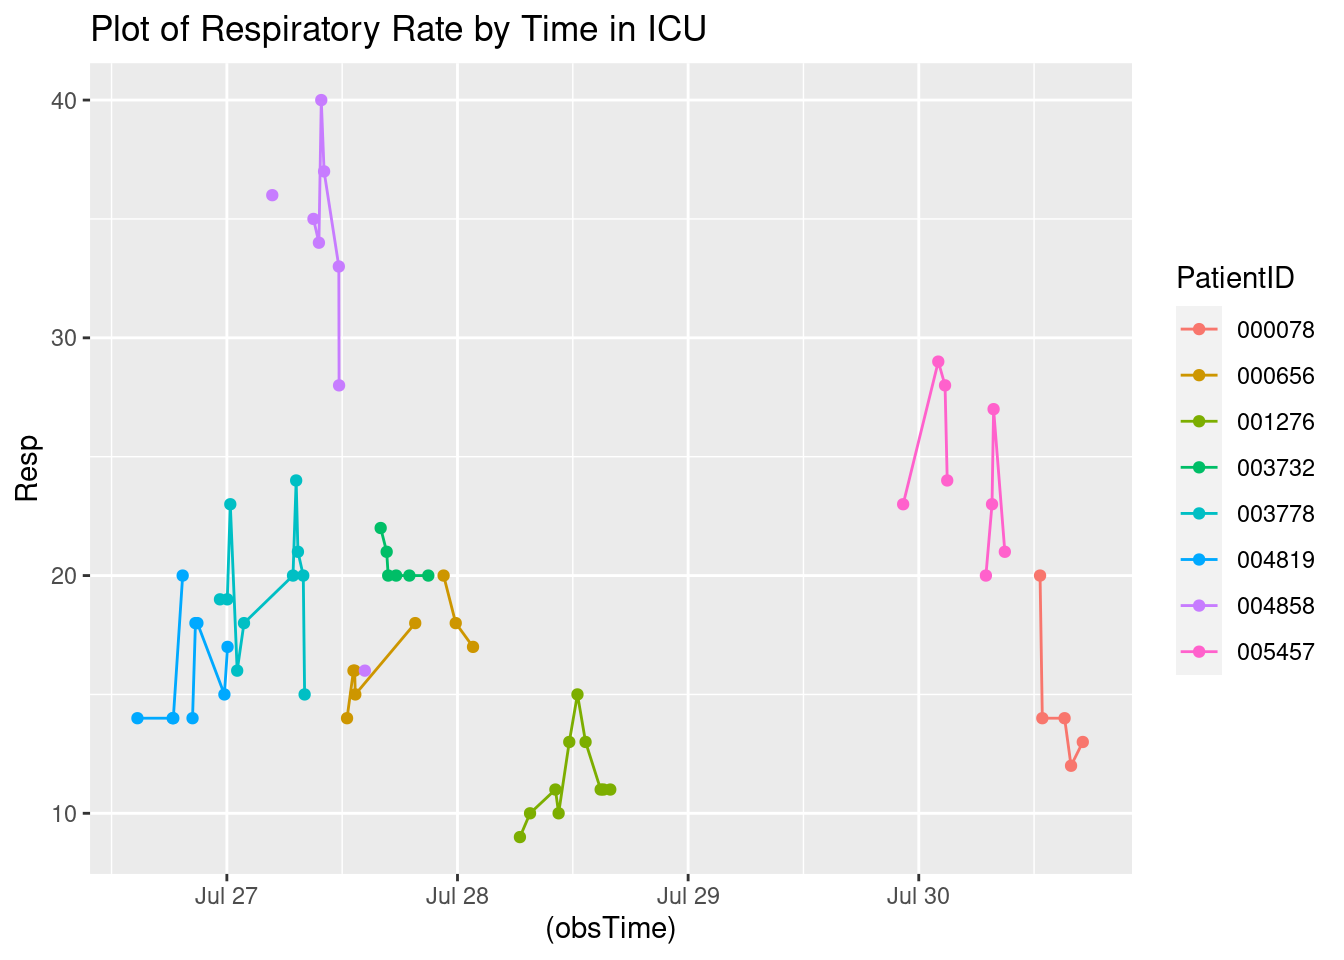 Plot of Respiratory Rate by Time in ICU
40
30
20
10
Resp
Jul 27
Jul 28
Jul 29
Jul 30
(obsTime)
PatientID
000078
000656
001276
003732
003778
004819
004858
005457